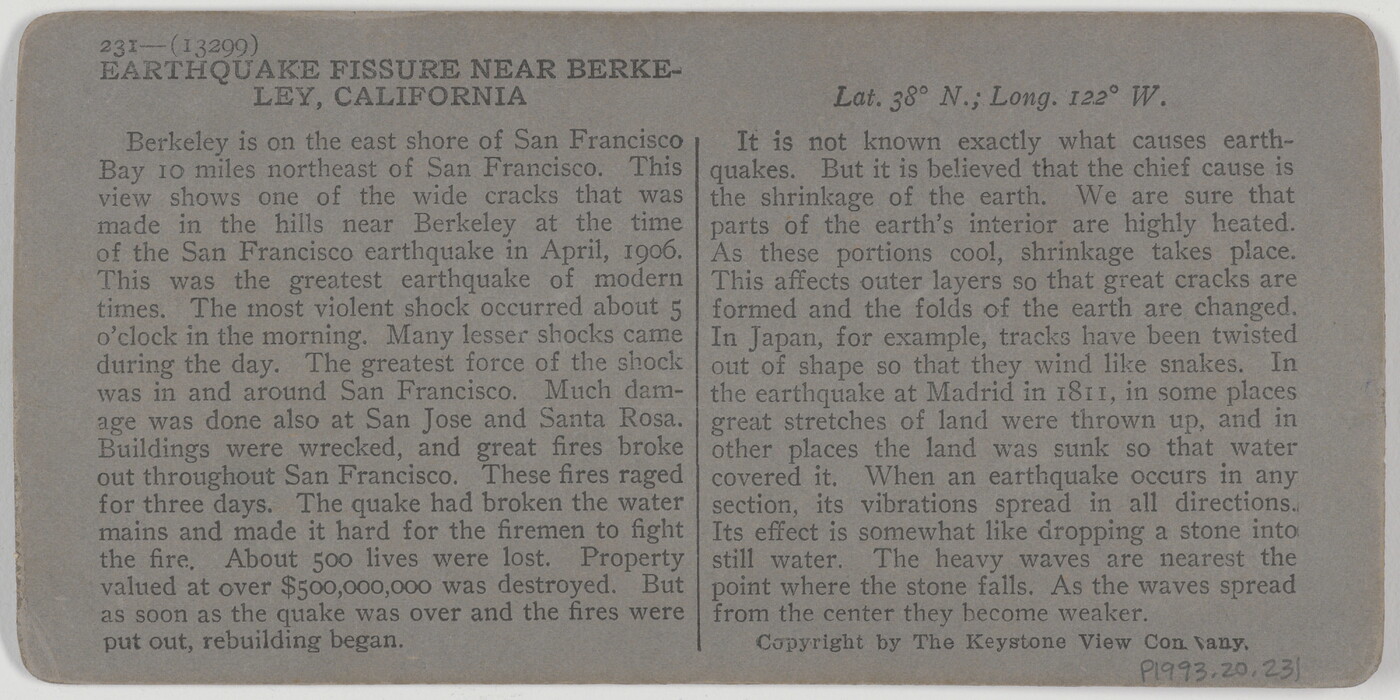 231—(13299)
EARTHQUAKE FISSURE NEAR BERKE-
LEY, CALIFORNIA
Berkeley is on the east shore of San Francisco
Bay 10 miles northeast of San Francisco. This
view shows one of the wide cracks that was
made in the hills near Berkeley at the time
of the San Francisco earthquake in April, 1906.
This was the greatest earthquake of modern
times. The most violent shock occurred about 5
o'clock in the morning. Many lesser shocks came
during the day. The greatest force of the shock
was in and around San Francisco. Much dam-
age was done also at San Jose and Santa Rosa.
Buildings were wrecked, and great fires broke
out throughout San Francisco. These fires raged
for three days. The quake had broken the water
mains and made it hard for the firemen to fight
the fire. About 500 lives were lost. Property
valued at over $500,000,000 was destroyed. But
as soon as the quake was over and the fires were
put out, rebuilding began.
Lat. 38° N.; Long. 122° W.
It is not known exactly what causes earth-
quakes. But it is believed that the chief cause is
the shrinkage of the earth. We are sure that
parts of the earth's interior are highly heated.
As these portions cool, shrinkage takes place.
This affects outer layers so that great cracks are
formed and the folds of the earth are changed.
In Japan, for example, tracks have been twisted
out of shape so that they wind like snakes. In
the earthquake at Madrid in 1811, in some places
great stretches of land were thrown up, and in
other places the land was sunk so that water
covered it. When an earthquake occurs in any
section, its vibrations spread in all directions.
Its effect is somewhat like dropping a stone into
still water. The heavy waves are nearest the
point where the stone falls. As the waves spread
from the center they become weaker.
Copyright by The Keystone View Company.
P1993.20.231